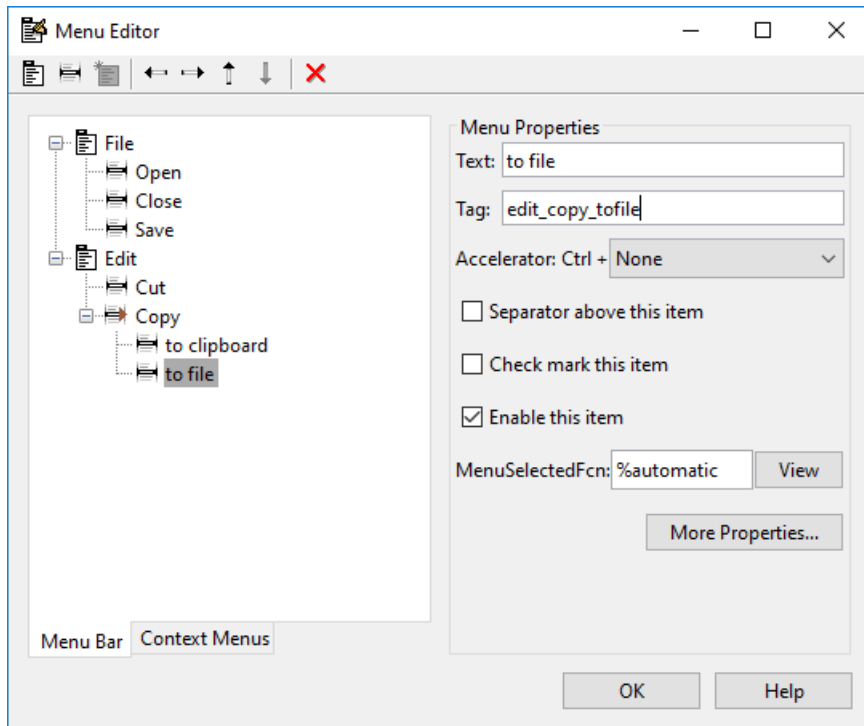 Menu Editor
File
Open
Close
Save
Edit
Cut
Copy
to clipboard
to file
Menu Bar
Context Menus
Menu Properties
Text: to file
Tag: edit_copy_tofile
Accelerator: Ctrl + None
Separator above this item
Check mark this item
Enable this item
MenuSelectedFcn: %automatic View
More Properties...
OK
Help